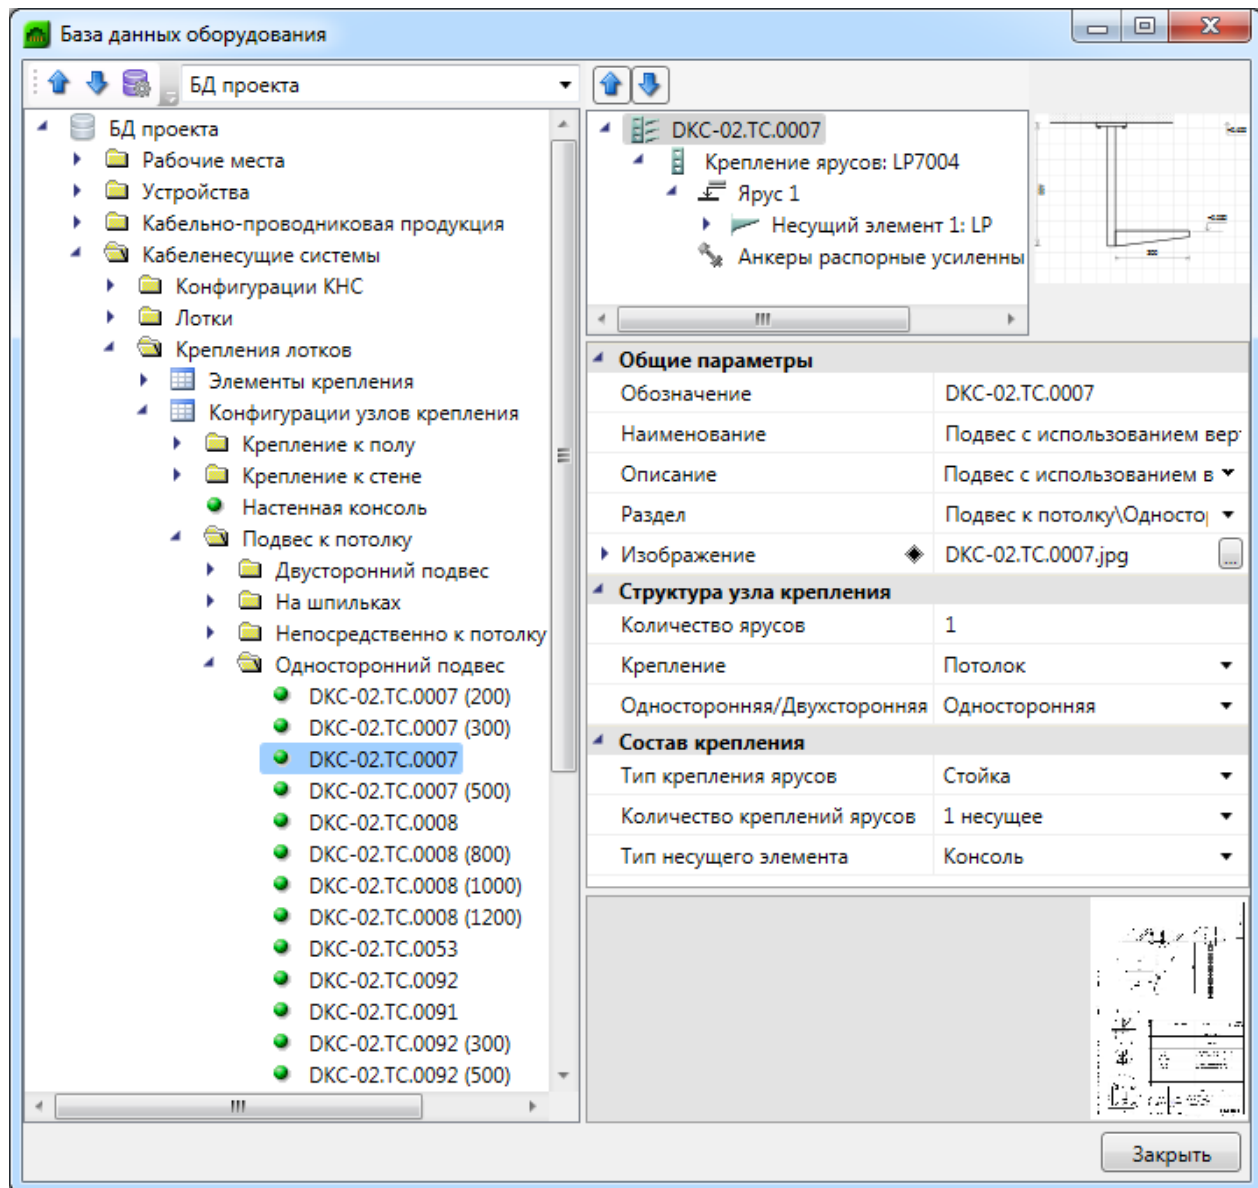 База данных оборудования
БД проекта
БД проекта
Рабочие места
Устройства
Кабельно-проводниковая продукция
Кабеленесущие системы
Конфигурации КНС
Лотки
Крепления лотков
Элементы крепления
Конфигурации узлов крепления
Крепление к полу
Крепление к стене
Настенная консоль
Подвес к потолку
Двусторонний подвес
На шпильках
Непосредственно к потолку
Односторонний подвес
DKC-02.TC.0007 (200)
DKC-02.TC.0007 (300)
DKC-02.TC.0007
DKC-02.TC.0007 (500)
DKC-02.TC.0008
DKC-02.TC.0008 (800)
DKC-02.TC.0008 (1000)
DKC-02.TC.0008 (1200)
DKC-02.TC.0053
DKC-02.TC.0092
DKC-02.TC.0091
DKC-02.TC.0092 (300)
DKC-02.TC.0092 (500)
DKC-02.TC.0007
Крепление ярусов: LP7004
Ярус 1
Несущий элемент 1: LP
Анкеры распорные усиленны
Общие параметры
Обозначение DKC-02.TC.0007
Наименование Подвес с использованием вер
Описание Подвес с использованием в
Раздел Подвес к потолку\Односто
Изображение DKC-02.TC.0007.jpg ...
Структура узла крепления
Количество ярусов 1
Крепление Потолок
Односторонняя/Двухсторонняя Односторонняя
Состав крепления
Тип крепления ярусов Стойка
Количество креплений ярусов 1 несущее
Тип несущего элемента Консоль
Закрыть